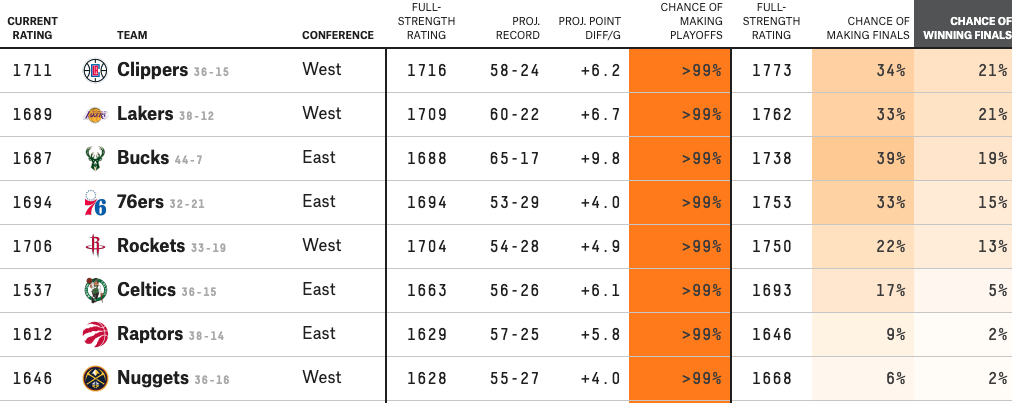 CURRENT RATING TEAM CONFERENCE FULL-STRENGTH RATING PROJ. RECORD PROJ. POINT DIFF/G CHANCE OF MAKING PLAYOFFS FULL-STRENGTH RATING CHANCE OF MAKING FINALS CHANCE OF WINNING FINALS
1711 Clippers 36-15 West 1716 58-24 +6.2 >99% 1773 34% 21%
1689 Lakers 38-12 West 1709 60-22 +6.7 >99% 1762 33% 21%
1687 Bucks 44-7 East 1688 65-17 +9.8 >99% 1738 39% 19%
1694 76ers 32-21 East 1694 53-29 +4.0 >99% 1753 33% 15%
1706 Rockets 33-19 West 1704 54-28 +4.9 >99% 1750 22% 13%
1537 Celtics 36-15 East 1663 56-26 +6.1 >99% 1693 17% 5%
1612 Raptors 38-14 East 1629 57-25 +5.8 >99% 1646 9% 2%
1646 Nuggets 36-16 West 1628 55-27 +4.0 >99% 1668 6% 2%